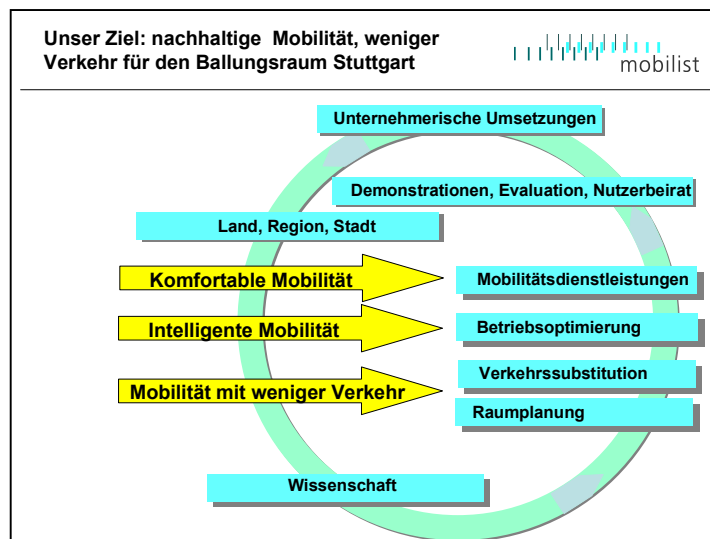 Unser Ziel: nachhaltige Mobilität, weniger
Verkehr für den Ballungsraum Stuttgart
mobilist
Unternehmerische Umsetzungen
Demonstrationen, Evaluation, Nutzerbeirat
Land, Region, Stadt
Komfortable Mobilität
Mobilitätsdienstleistungen
Intelligente Mobilität
Betriebsoptimierung
Verkehrssubstitution
Mobilität mit weniger Verkehr
Raumplanung
Wissenschaft